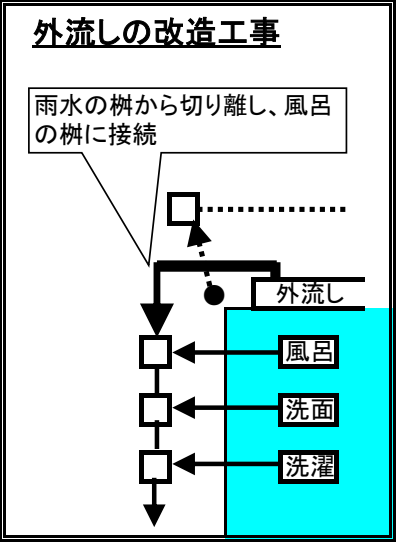 外流しの改造工事
雨水の桝から切り離し、風呂
の桝に接続
外流し
風呂
洗面
洗濯